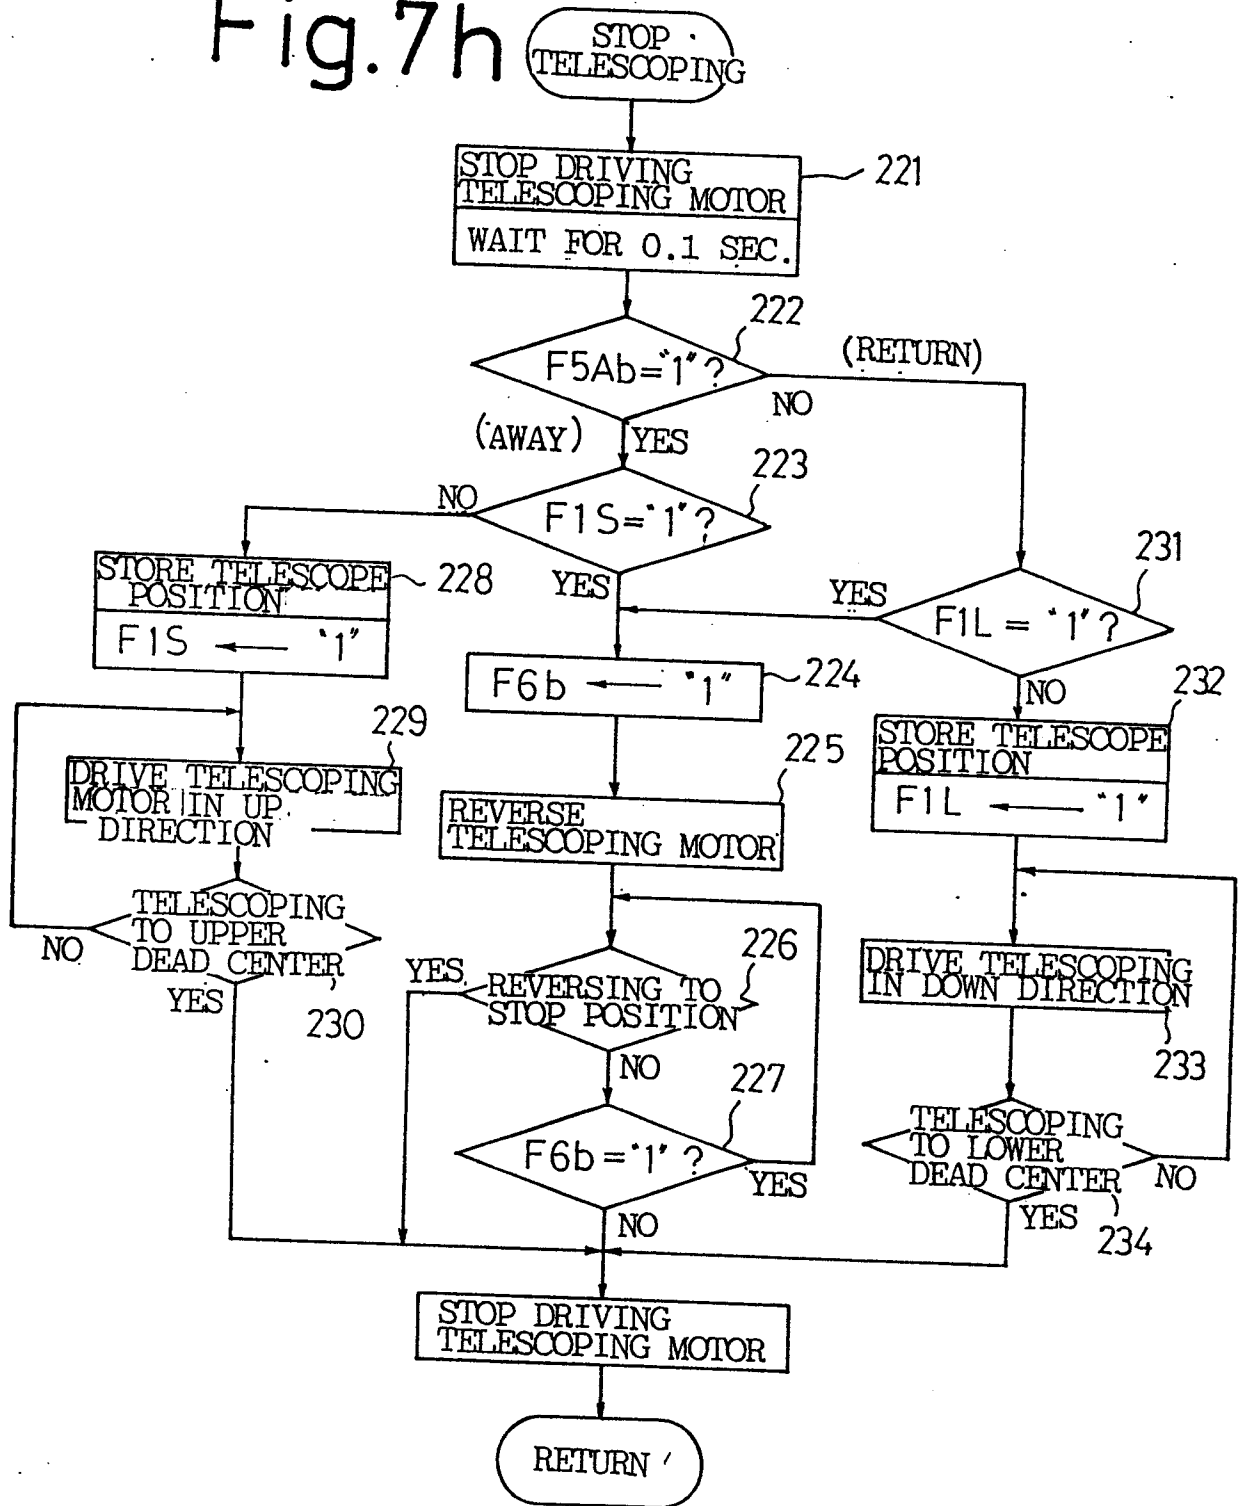 Fig.7h
STOP
TELESCOPING
STOP DRIVING
TELESCOPING MOTOR
WAIT FOR 0.1 SEC.
221
F5Ab="1"?
222
(RETURN)
NO
(AWAY)
YES
F1S="1"?
223
NO
YES
STORE TELESCOPE
POSITION
F1S ← "1"
228
F1L = "1"?
231
YES
NO
F6b ← "1"
224
STORE TELESCOPE
POSITION
F1L ← "1"
232
DRIVE TELESCOPING
MOTOR IN UP
DIRECTION
229
REVERSE
TELESCOPING MOTOR
225
TELESCOPING
TO UPPER
DEAD CENTER
NO
YES
230
REVERSING TO
STOP POSITION
226
YES
NO
DRIVE TELESCOPING
IN DOWN DIRECTION
233
F6b="1"?
227
YES
NO
TELESCOPING
TO LOWER
DEAD CENTER
NO
YES
234
STOP DRIVING
TELESCOPING MOTOR
RETURN